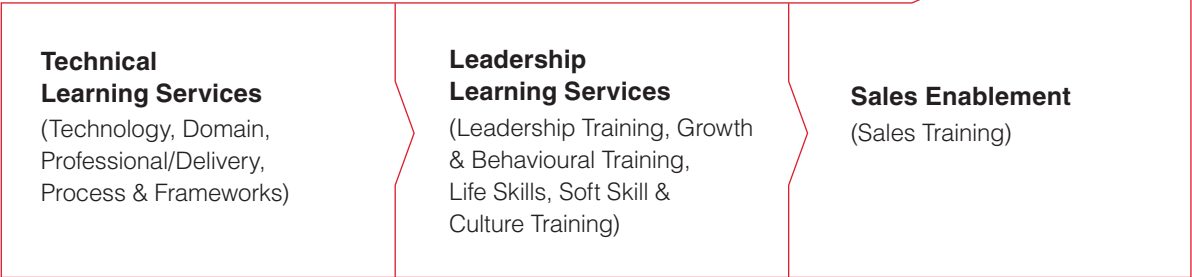 Technical
Learning Services
(Technology, Domain,
Professional/Delivery,
Process & Frameworks)
Leadership
Learning Services
(Leadership Training, Growth
& Behavioural Training,
Life Skills, Soft Skill &
Culture Training)
Sales Enablement
(Sales Training)